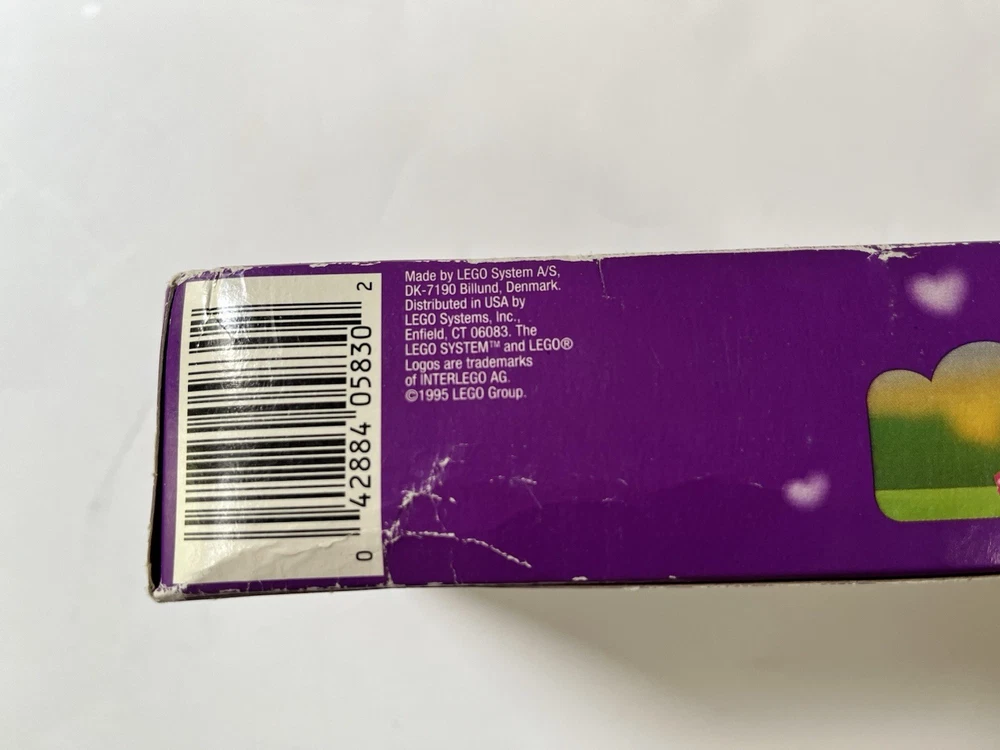 0 42884 05830 2
Made by LEGO System A/S,
DK-7190 Billund, Denmark.
Distributed in USA by
LEGO Systems, Inc.,
Enfield, CT 06083. The
LEGO SYSTEM™ and LEGO®
Logos are trademarks
of INTERLEGO AG.
©1995 LEGO Group.